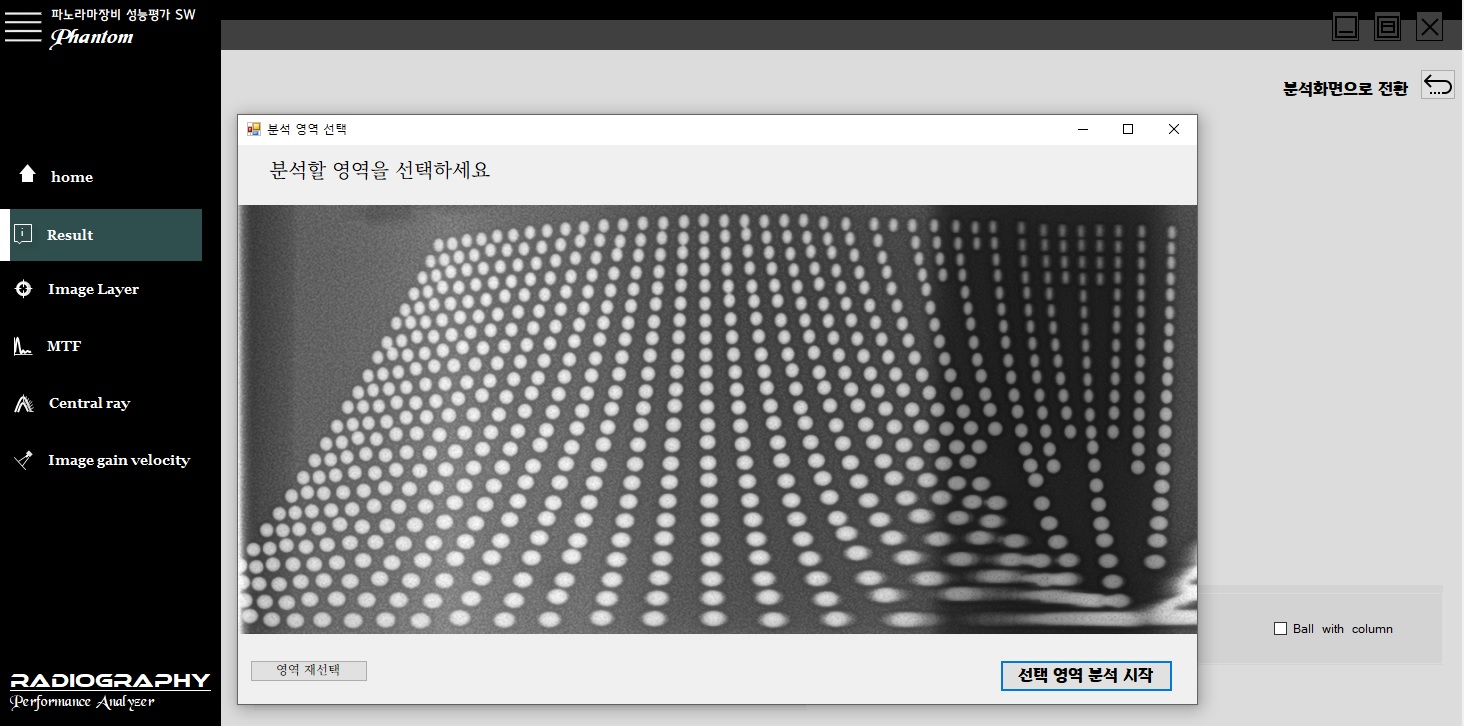 파노라마장비 성능평가 SW
Phantom
분석화면으로 전환
home
Result
Image Layer
MTF
Central ray
Image gain velocity
RADIOGRAPHY
Performance Analyzer
분석 영역 선택
분석할 영역을 선택하세요
영역 재선택
선택 영역 분석 시작
Ball with column